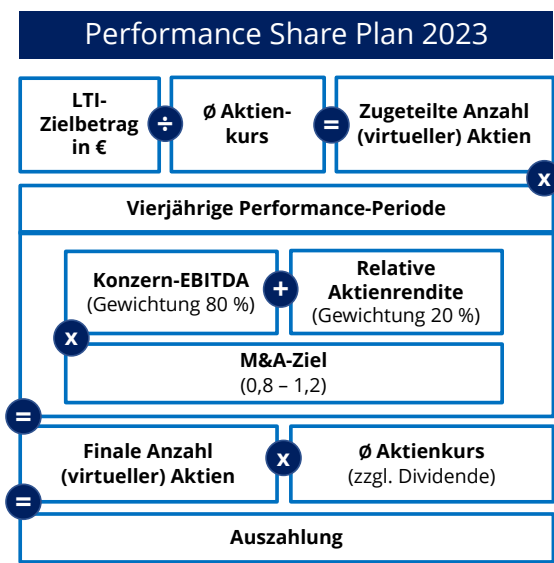 Performance Share Plan 2023
LTI-
Zielbetrag
in €
÷
Ø Aktien-
kurs
=
Zugeteilte Anzahl
(virtueller) Aktien
x
Vierjährige Performance-Periode
Konzern-EBITDA
(Gewichtung 80 %)
+
Relative
Aktienrendite
(Gewichtung 20 %)
x
M&A-Ziel
(0,8 – 1,2)
=
Finale Anzahl
(virtueller) Aktien
x
Ø Aktienkurs
(zzgl. Dividende)
=
Auszahlung